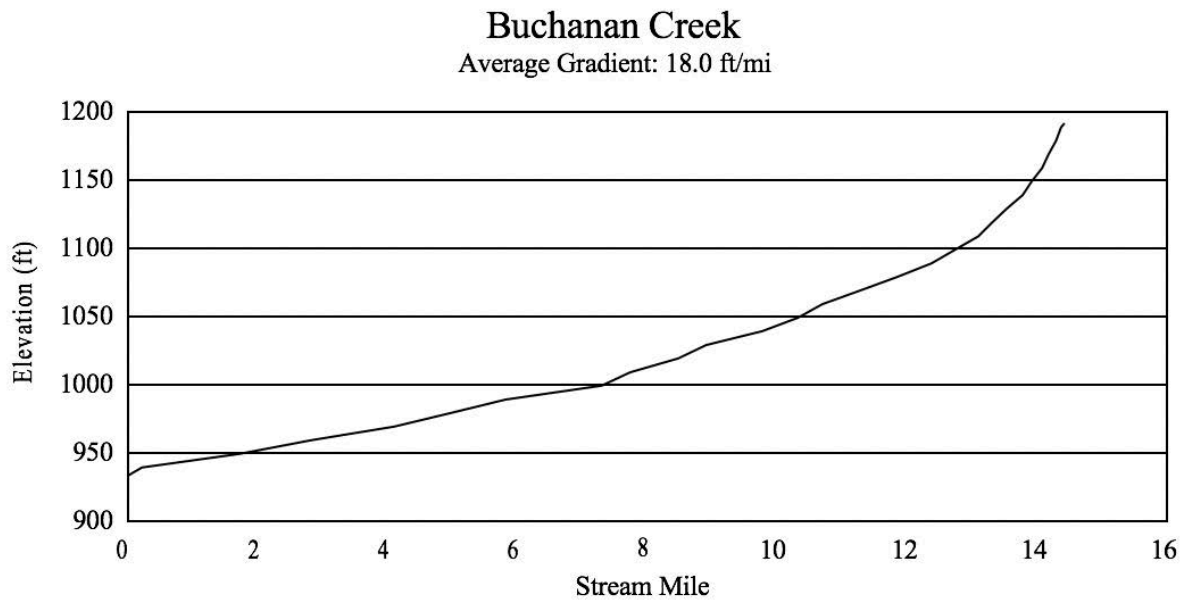 Buchanan Creek
Average Gradient: 18.0 ft/mi
1200
1150
1100
1050
1000
950
900
Elevation (ft)
0 2 4 6 8 10 12 14 16
Stream Mile